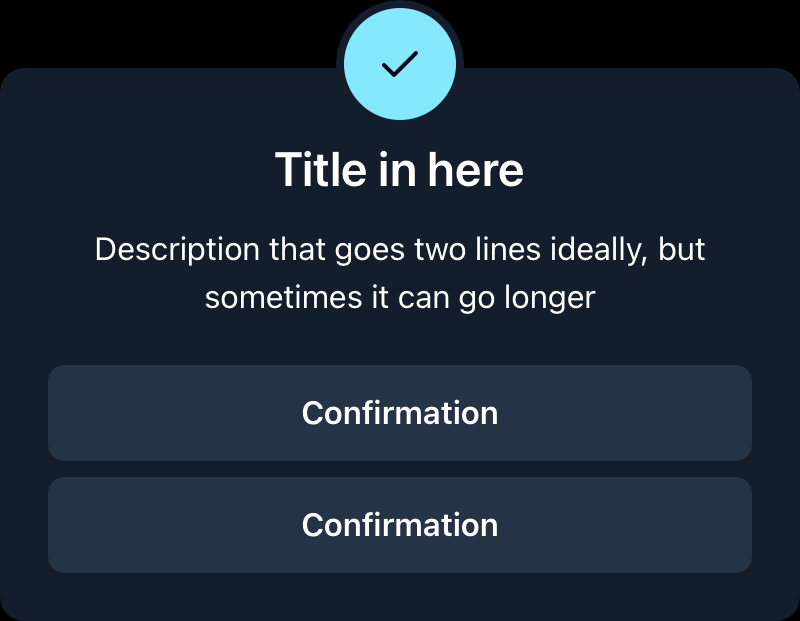 Title in here
Description that goes two lines ideally, but
sometimes it can go longer
Confirmation
Confirmation